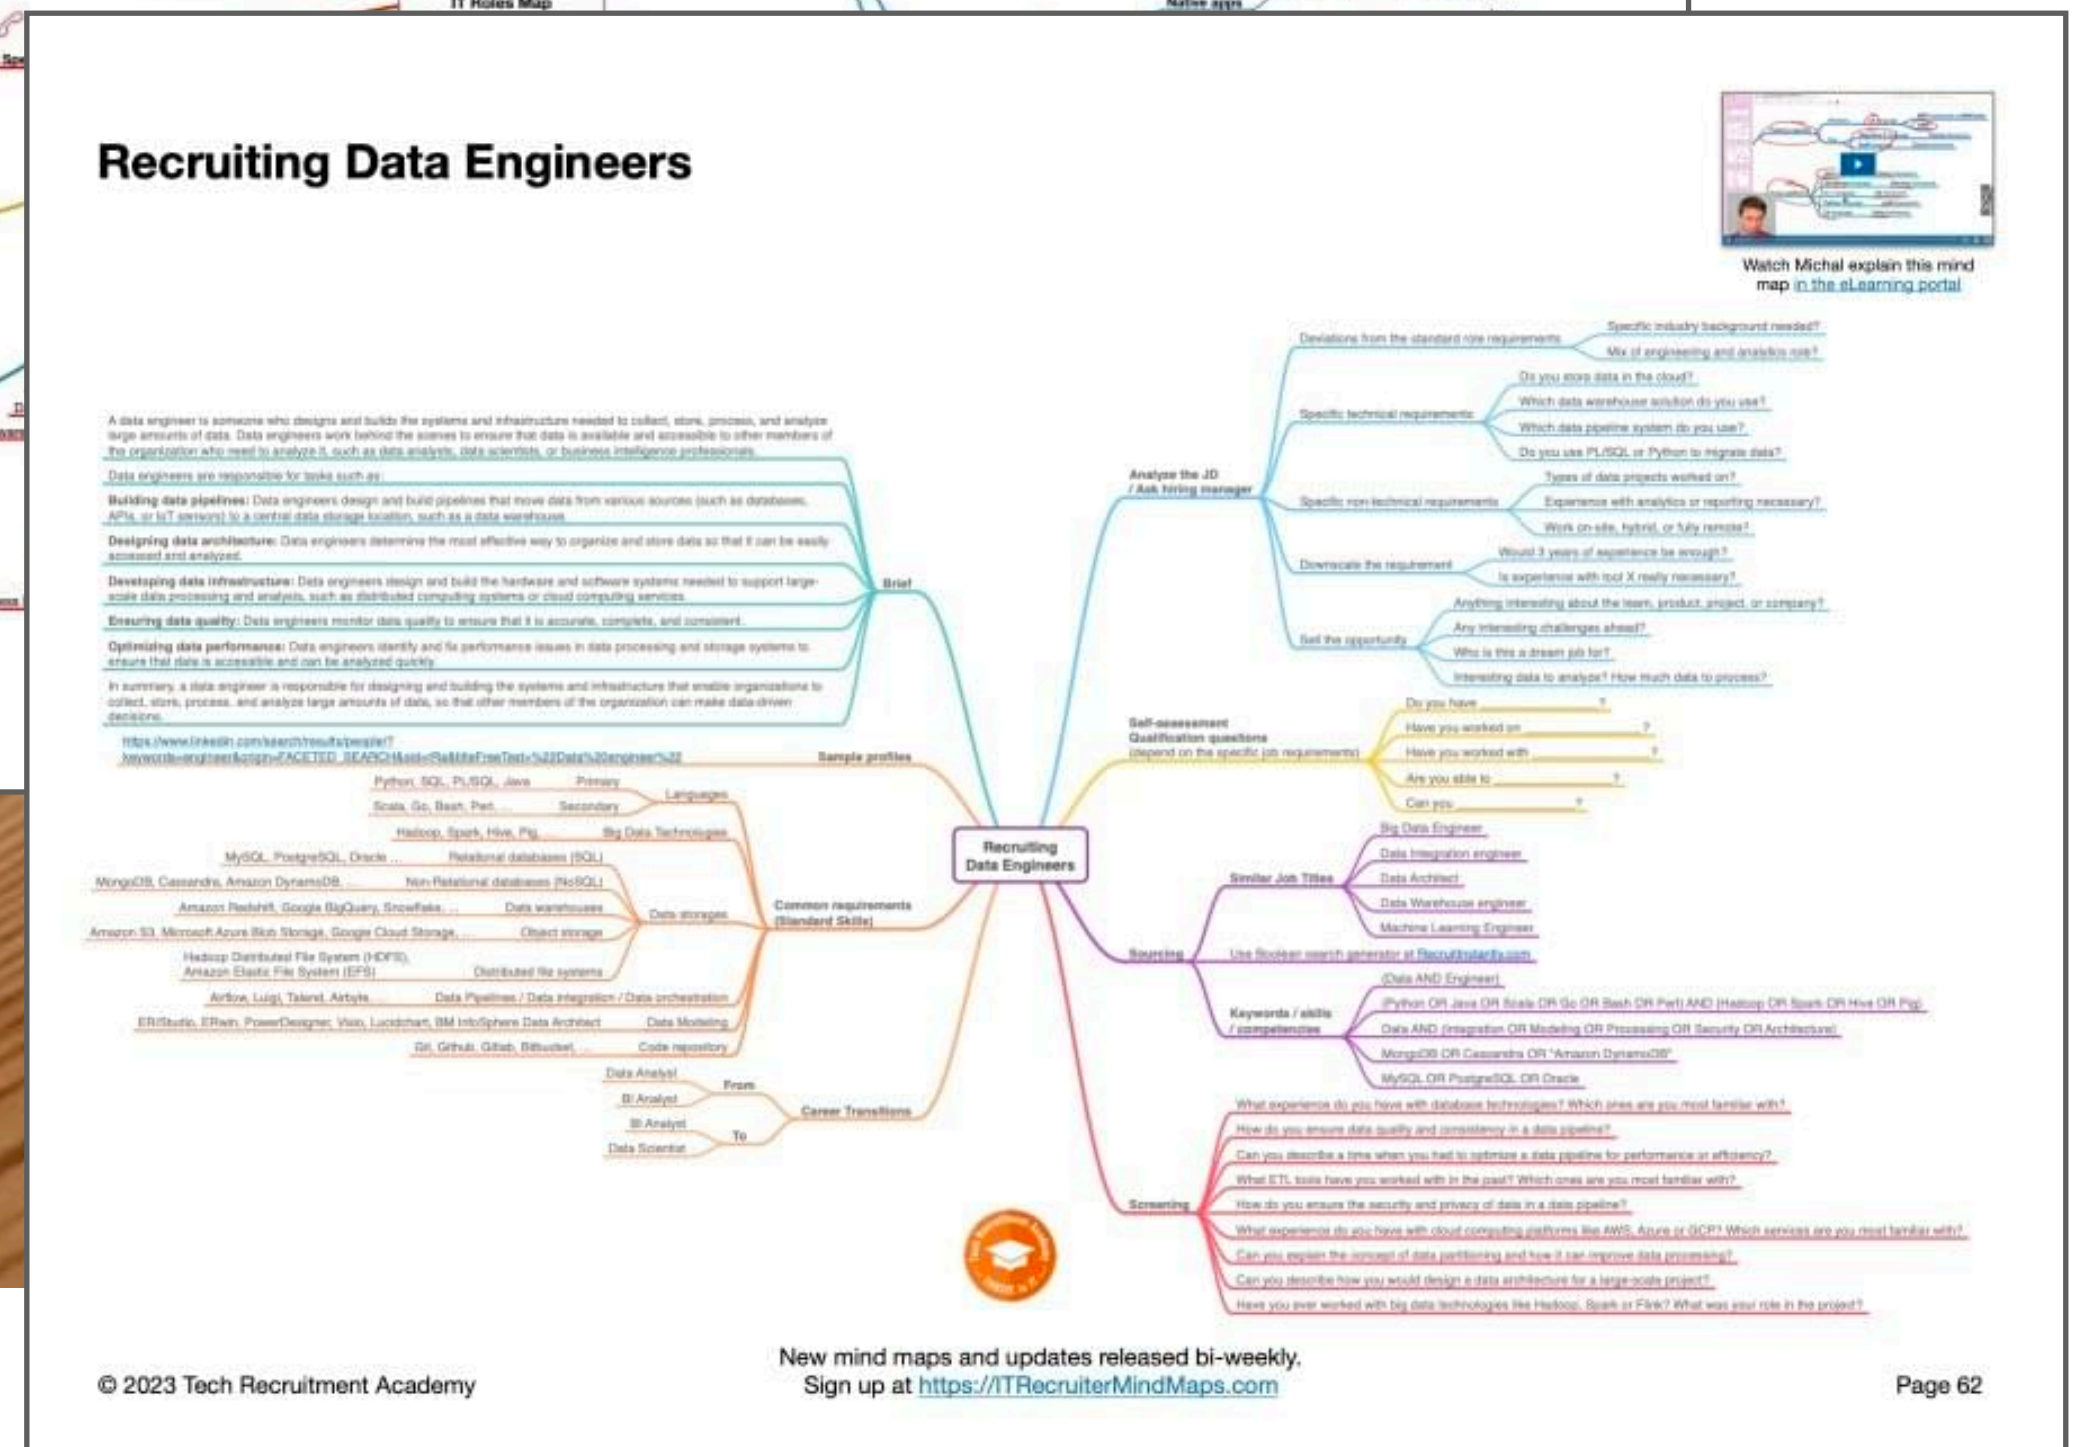 IT Roles Map
Native apps
Recruiting Data Engineers
Watch Michal explain this mind
map in the eLearning portal
A data engineer is someone who designs and builds the systems and infrastructure needed to collect, store, process, and analyze
large amounts of data. Data engineers work behind the scenes to ensure that data is available and accessible to other members of
the organization who need to analyze it, such as data analysts, data scientists, or business intelligence professionals.
Data engineers are responsible for tasks such as:
Building data pipelines: Data engineers design and build pipelines that move data from various sources (such as databases,
APIs, or IoT sensors) to a central data storage location, such as a data warehouse.
Designing data architecture: Data engineers determine the most effective way to organize and store data so that it can be easily
accessed and analyzed.
Developing data infrastructure: Data engineers design and build the hardware and software systems needed to support large-
scale data processing and analysis, such as distributed computing systems or cloud computing services.
Ensuring data quality: Data engineers monitor data quality to ensure that it is accurate, complete, and consistent.
Optimizing data performance: Data engineers identify and fix performance issues in data processing and storage systems to
ensure that data is accessible and can be analyzed quickly.
In summary, a data engineer is responsible for designing and building the systems and infrastructure that enable organizations to
collect, store, process, and analyze large amounts of data, so that other members of the organization can make data-driven
decisions.
Brief
https://www.linkedin.com/search/results/people/?
keywords=engineer&origin=FACETED_SEARCH&sid=tRa&titleFreeText=%22Data%20engineer%22
Sample profiles
Python, SQL, PL/SQL, Java Primary
Languages
Scala, Go, Bash, Perl, ... Secondary
Hadoop, Spark, Hive, Pig, ... Big Data Technologies
MySQL, PostgreSQL, Oracle ... Relational databases (SQL)
MongoDB, Cassandra, Amazon DynamoDB, ... Non-Relational databases (NoSQL)
Amazon Redshift, Google BigQuery, Snowflake, ... Data warehouses
Data storages
Amazon S3, Microsoft Azure Blob Storage, Google Cloud Storage, ... Object storage
Hadoop Distributed File System (HDFS),
Amazon Elastic File System (EFS) Distributed file systems
Airflow, Luigi, Talend, Airbyte, ... Data Pipelines / Data integration / Data orchestration
ER/Studio, ERwin, PowerDesigner, Visio, Lucidchart, IBM InfoSphere Data Architect Data Modeling
Git, Github, Gitlab, Bitbucket, ... Code repository
Common requirements
(Standard Skills)
Data Analyst
BI Analyst
From
BI Analyst
Data Scientist
To
Career Transitions
Recruiting
Data Engineers
Analyze the JD
/ Ask hiring manager
Deviations from the standard role requirements
Specific industry background needed?
Mix of engineering and analytics role?
Specific technical requirements
Do you store data in the cloud?
Which data warehouse solution do you use?
Which data pipeline system do you use?
Do you use PL/SQL or Python to migrate data?
Specific non-technical requirements
Types of data projects worked on?
Experience with analytics or reporting necessary?
Work on-site, hybrid, or fully remote?
Downscale the requirement
Would 3 years of experience be enough?
Is experience with tool X really necessary?
Sell the opportunity
Anything interesting about the team, product, project, or company?
Any interesting challenges ahead?
Who is this a dream job for?
Interesting data to analyze? How much data to process?
Self-assessment
Qualification questions
(depend on the specific job requirements)
Do you have ______________?
Have you worked on ______________?
Have you worked with ______________?
Are you able to ______________?
Can you ______________?
Sourcing
Similar Job Titles
Big Data Engineer
Data Integration engineer
Data Architect
Data Warehouse engineer
Machine Learning Engineer
Use Boolean search generator at RecruitInstantly.com
Keywords / skills
/ competencies
(Data AND Engineer)
(Python OR Java OR Scala OR Go OR Bash OR Perl) AND (Hadoop OR Spark OR Hive OR Pig)
Data AND (Integration OR Modeling OR Processing OR Security OR Architecture)
MongoDB OR Cassandra OR "Amazon DynamoDB"
MySQL OR PostgreSQL OR Oracle
Screening
What experience do you have with database technologies? Which ones are you most familiar with?
How do you ensure data quality and consistency in a data pipeline?
Can you describe a time when you had to optimize a data pipeline for performance or efficiency?
What ETL tools have you worked with in the past? Which ones are you most familiar with?
How do you ensure the security and privacy of data in a data pipeline?
What experience do you have with cloud computing platforms like AWS, Azure or GCP? Which services are you most familiar with?
Can you explain the concept of data partitioning and how it can improve data processing?
Can you describe how you would design a data architecture for a large-scale project?
Have you ever worked with big data technologies like Hadoop, Spark or Flink? What was your role in the project?
Tech Recruitment Academy
New mind maps and updates released bi-weekly.
© 2023 Tech Recruitment Academy
Sign up at https://ITRecruiterMindMaps.com
Page 62